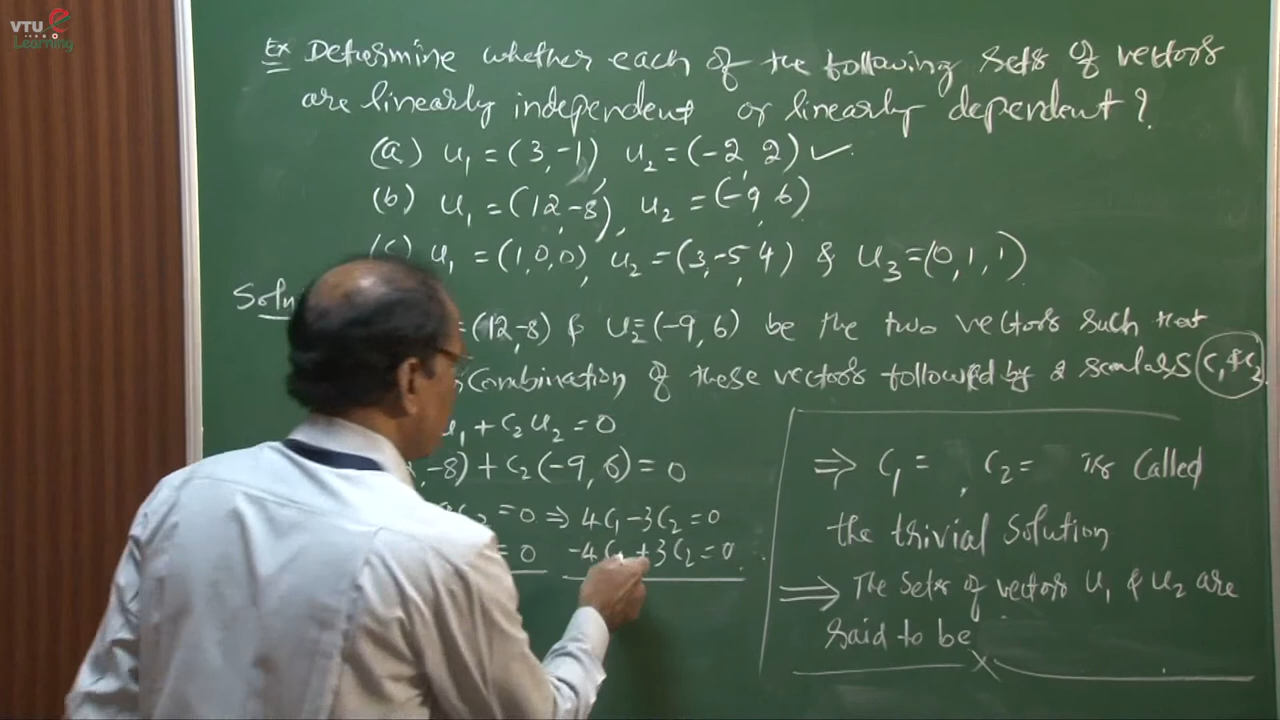 VTU e
Learning
Ex Determine whether each of the following sets of vectors
are linearly independent or linearly dependent ?
(a) u₁ = (3, -1), u₂ = (-2, 2) ✓
(b) u₁ = (12, -8), u₂ = (-9, 6)
(c) u₁ = (1, 0, 0), u₂ = (3, -5, 4) & u₃ = (0, 1, 1)
Soln
= (12, -8) & u₂ = (-9, 6) be the two vectors such that
Combination of these vectors followed by 2 scalars C₁ & C₂
u₁ + C₂ u₂ = 0
, -8) + C₂ (-9, 6) = 0
C₂ = 0 ⇒ 4C₁ - 3C₂ = 0
= 0 -4C₁ + 3C₂ = 0
⇒ C₁ = , C₂ = is called
the trivial solution
⇒ The sets of vectors u₁ & u₂ are
said to be
x